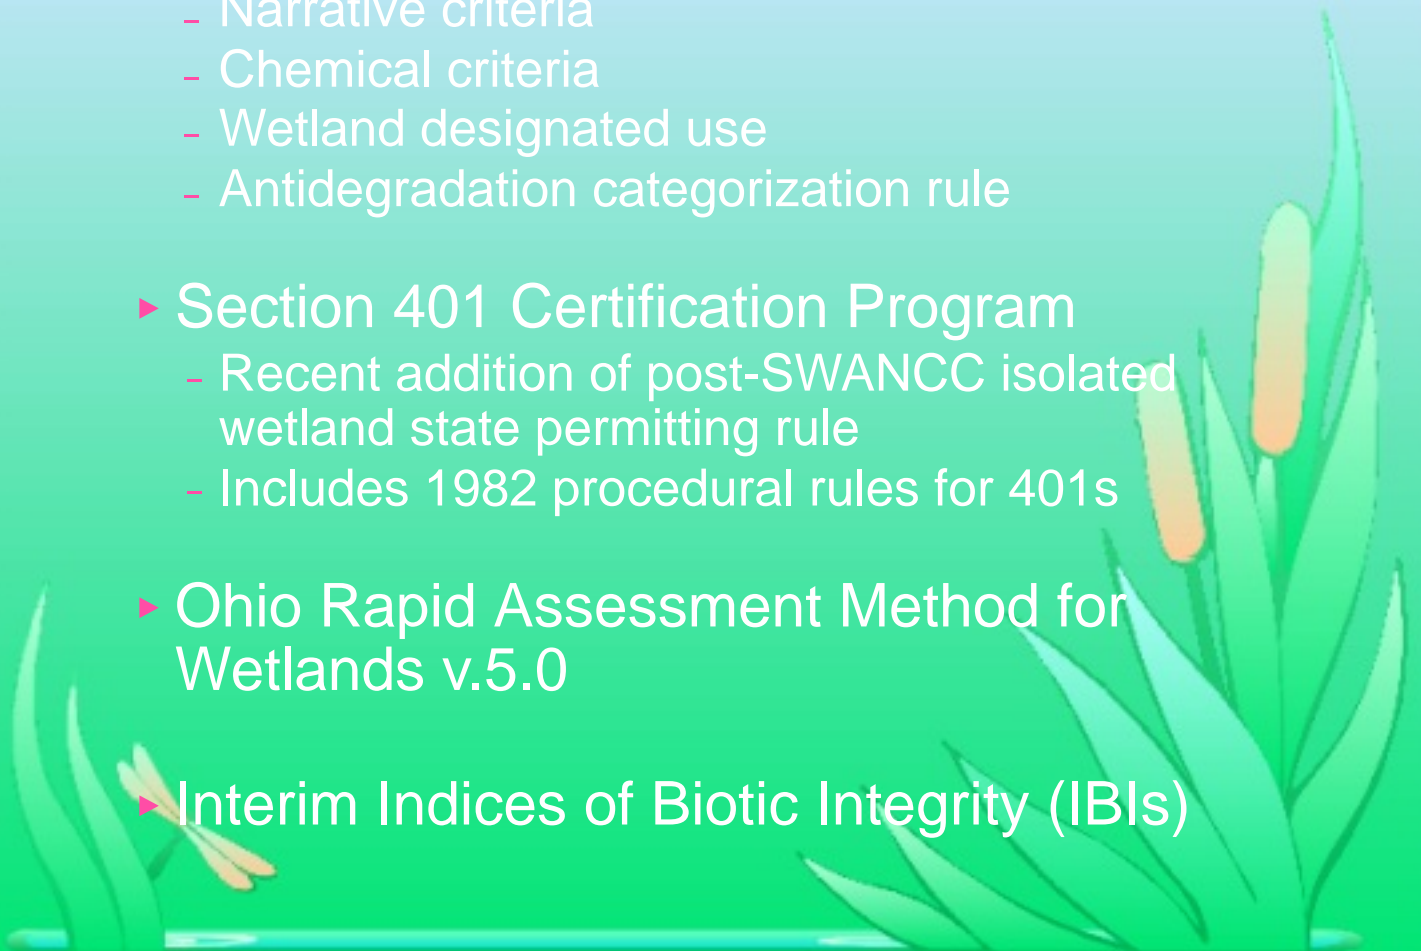 - Narrative criteria
- Chemical criteria
- Wetland designated use
- Antidegradation categorization rule
► Section 401 Certification Program
- Recent addition of post-SWANCC isolated
wetland state permitting rule
- Includes 1982 procedural rules for 401s
► Ohio Rapid Assessment Method for
Wetlands v.5.0
► Interim Indices of Biotic Integrity (IBIs)